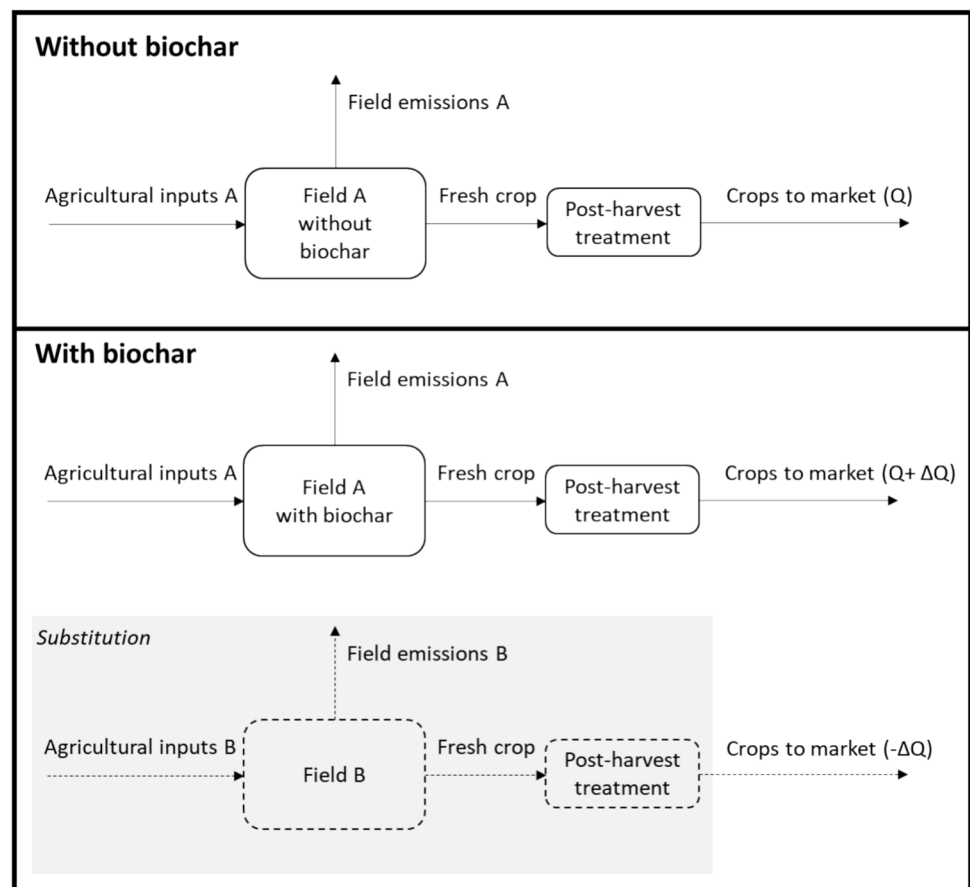 Without biochar
Field emissions A
Agricultural inputs A
Field A
without
biochar
Fresh crop
Post-harvest
treatment
Crops to market (Q)
With biochar
Field emissions A
Agricultural inputs A
Field A
with biochar
Fresh crop
Post-harvest
treatment
Crops to market (Q+ ΔQ)
Substitution
Field emissions B
Agricultural inputs B
Field B
Fresh crop
Post-harvest
treatment
Crops to market (-ΔQ)